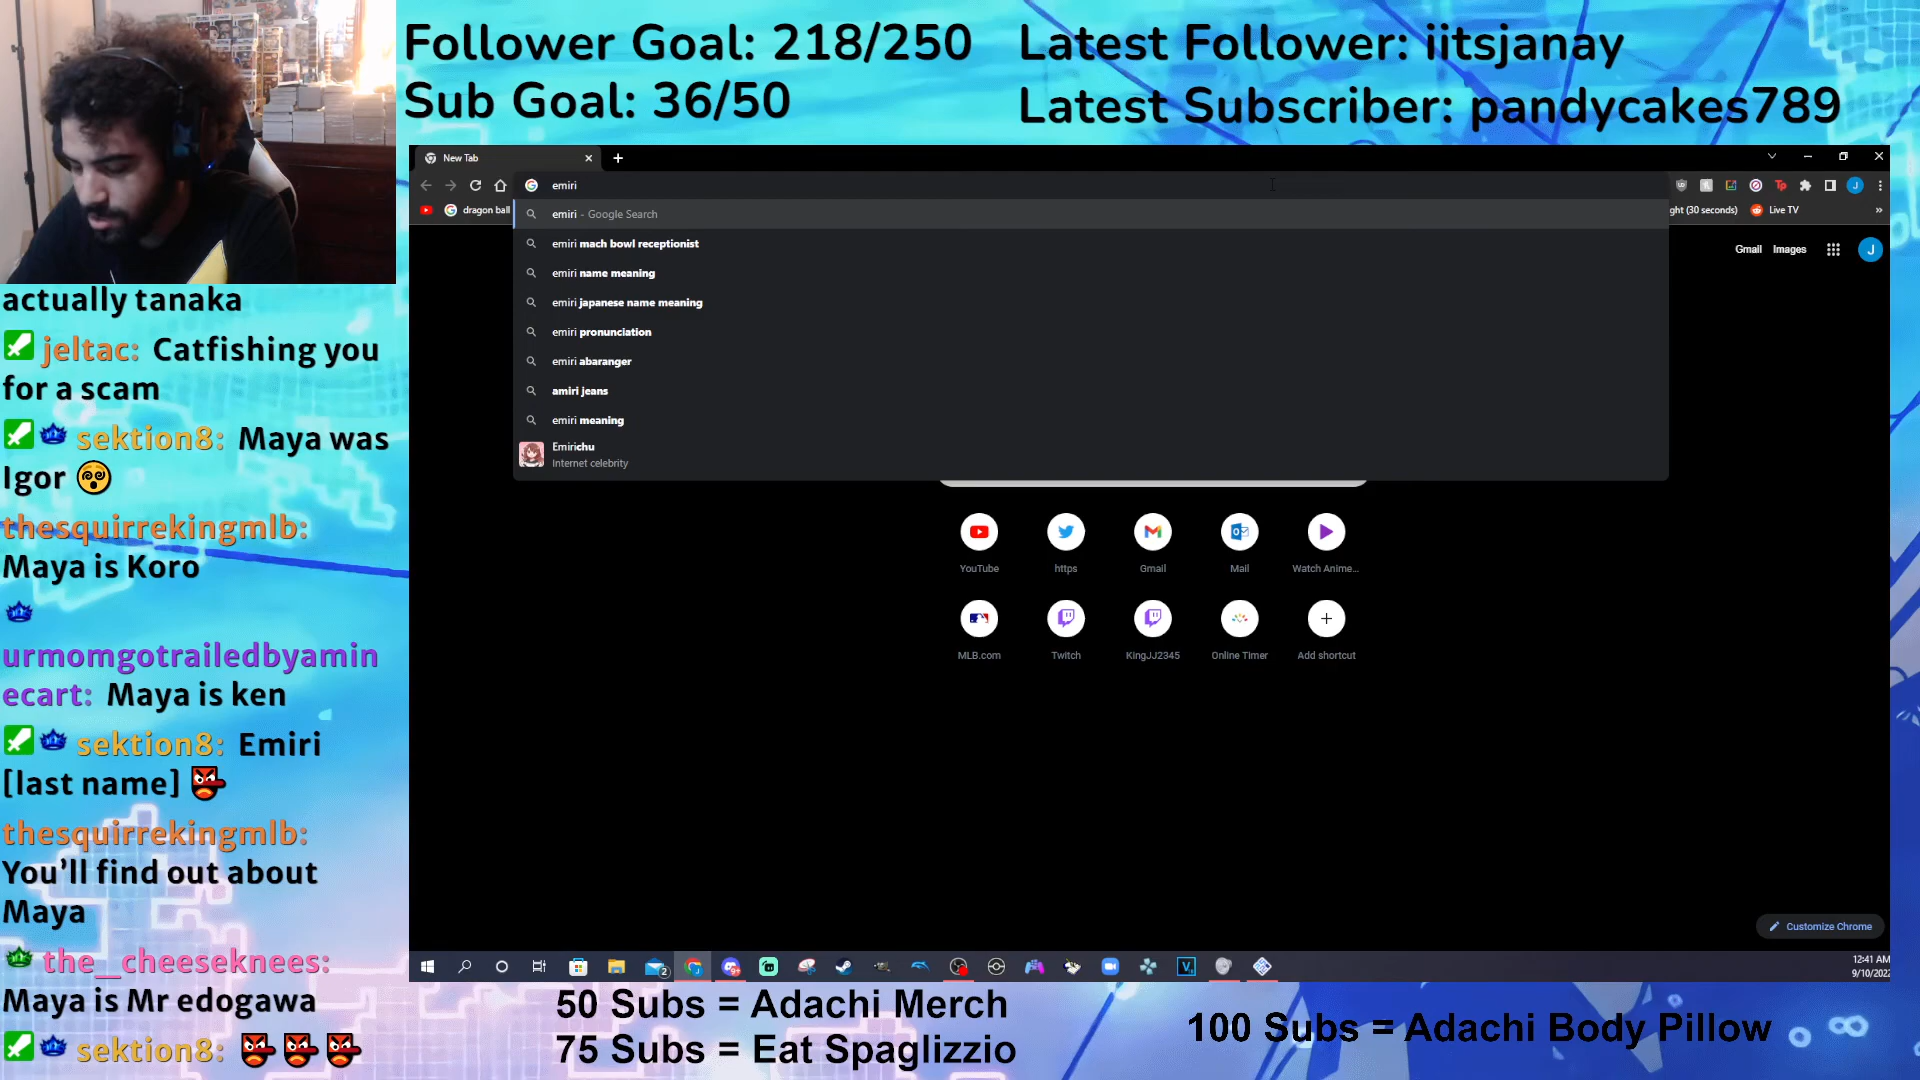 Follower Goal: 218/250
Latest Follower: iitsjanay
Sub Goal: 36/50
Latest Subscriber: pandycakes789
New Tab
emiri
dragon ball
ght (30 seconds)
Live TV
emiri - Google Search
emiri mach bowl receptionist
emiri name meaning
emiri japanese name meaning
emiri pronunciation
emiri abaranger
amiri jeans
emiri meaning
Emirichu
Internet celebrity
Gmail
Images
J
YouTube
https
Gmail
Mail
Watch Anime...
MLB.com
Twitch
KingJJ2345
Online Timer
Add shortcut
Customize Chrome
12:41 AM
9/10/2022
actually tanaka
jeltac: Catfishing you
for a scam
sektion8: Maya was
Igor
thesquirrekingmlb:
Maya is Koro
urmomgotrailedbyamin
ecart: Maya is ken
sektion8: Emiri
[last name]
thesquirrekingmlb:
You'll find out about
Maya
the__cheeseknees:
Maya is Mr edogawa
sektion8:
50 Subs = Adachi Merch
75 Subs = Eat Spaglizzio
100 Subs = Adachi Body Pillow